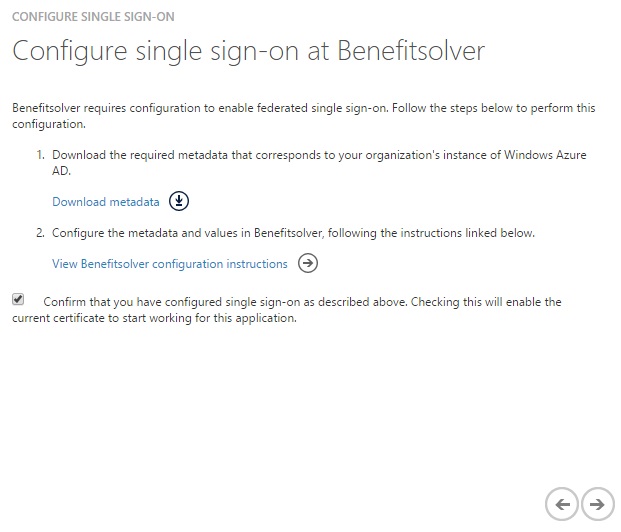 CONFIGURE SINGLE SIGN-ON
Configure single sign-on at Benefitsolver
Benefitsolver requires configuration to enable federated single sign-on. Follow the steps below to perform this
configuration.
1. Download the required metadata that corresponds to your organization's instance of Windows Azure
AD.
Download metadata
2. Configure the metadata and values in Benefitsolver, following the instructions linked below.
View Benefitsolver configuration instructions
Confirm that you have configured single sign-on as described above. Checking this will enable the
current certificate to start working for this application.